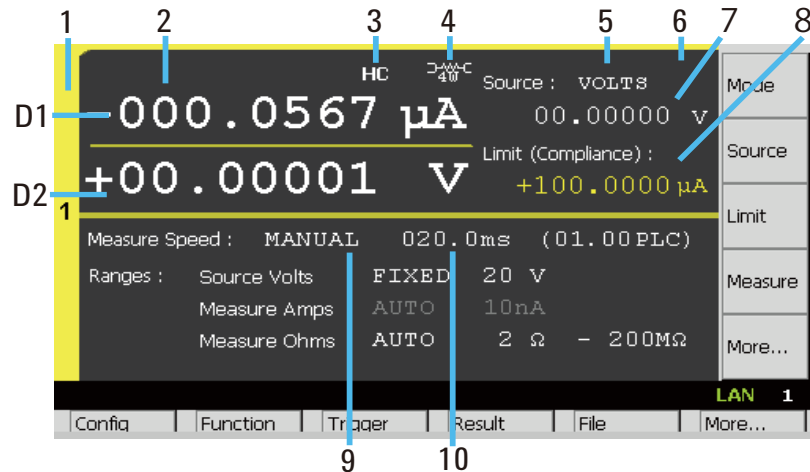 1 2 3 4 5 6 7 8
HC 4W Source : VOLTS Mode
D1 -000.0567 µA 00.00000 V
Limit (Compliance) : Source
D2 +00.00001 V +100.0000 µA
1
Limit
Measure Speed : MANUAL 020.0ms (01.00 PLC)
Ranges : Source Volts FIXED 20 V Measure
Measure Amps AUTO 10nA
Measure Ohms AUTO 2 Ω - 200MΩ More...
LAN 1
Config Function Trigger Result File More...
9 10